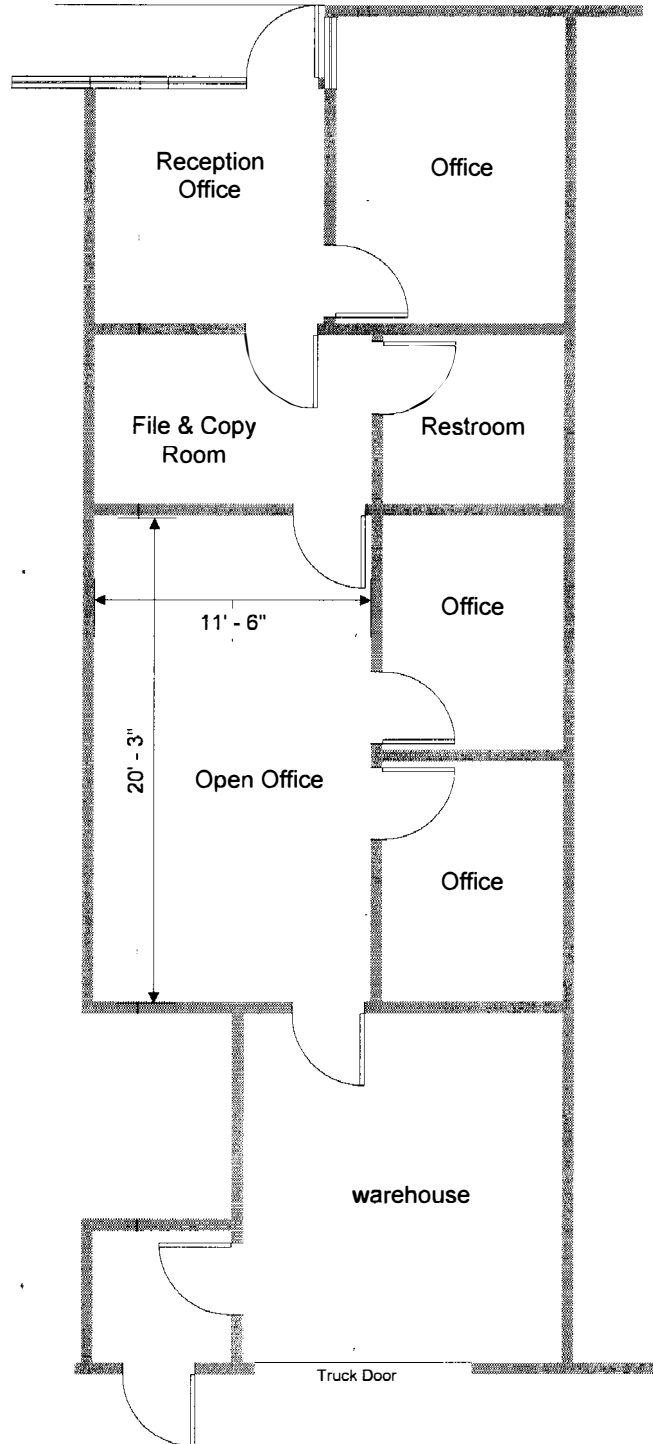 Reception
Office
Office
File & Copy
Room
Restroom
Office
11' - 6"
20' - 3"
Open Office
Office
warehouse
Truck Door